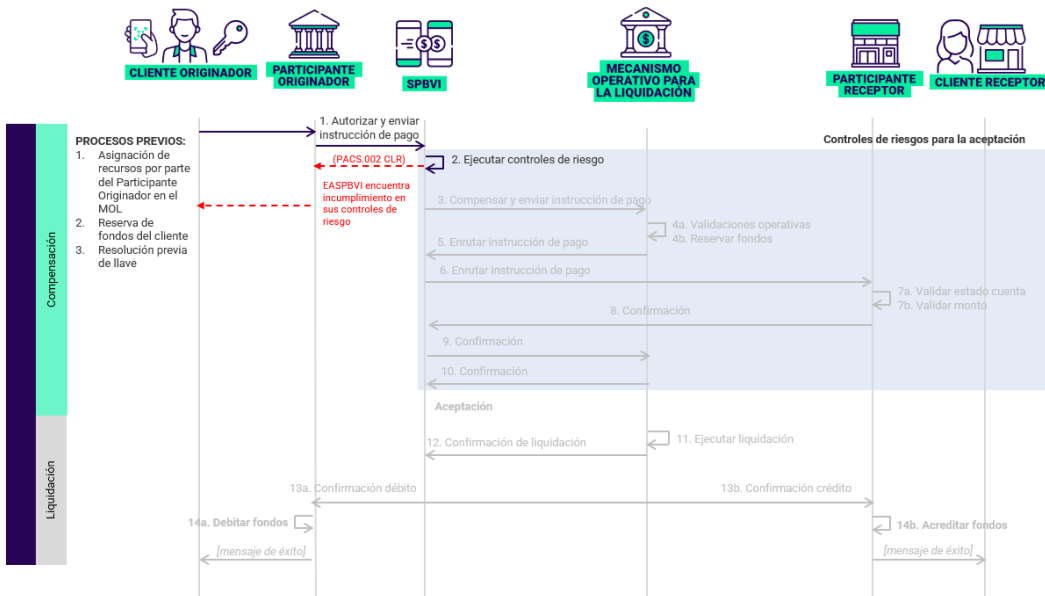 CLIENTE ORIGINADOR
PARTICIPANTE
ORIGINADOR
SPBVI
MECANISMO
OPERATIVO PARA
LA LIQUIDACIÓN
PARTICIPANTE
RECEPTOR
CLIENTE RECEPTOR
Compensación
Liquidación
PROCESOS PREVIOS:
1. Asignación de
recursos por parte
del Participante
Originador en el
MOL
2. Reserva de
fondos del cliente
3. Resolución previa
de llave
1. Autorizar y enviar
instrucción de pago
Controles de riesgos para la aceptación
(PACS.002 CLR)
2. Ejecutar controles de riesgo
EASPBVI encuentra
incumplimiento en
sus controles de
riesgo
3. Compensar y enviar instrucción de pago
4a. Validaciones operativas
4b. Reservar fondos
5. Enrutar instrucción de pago
6. Enrutar instrucción de pago
7a. Validar estado cuenta
7b. Validar monto
8. Confirmación
9. Confirmación
10. Confirmación
Aceptación
11. Ejecutar liquidación
12. Confirmación de liquidación
13a. Confirmación débito
13b. Confirmación crédito
14a. Debitar fondos
14b. Acreditar fondos
[mensaje de éxito]
[mensaje de éxito]